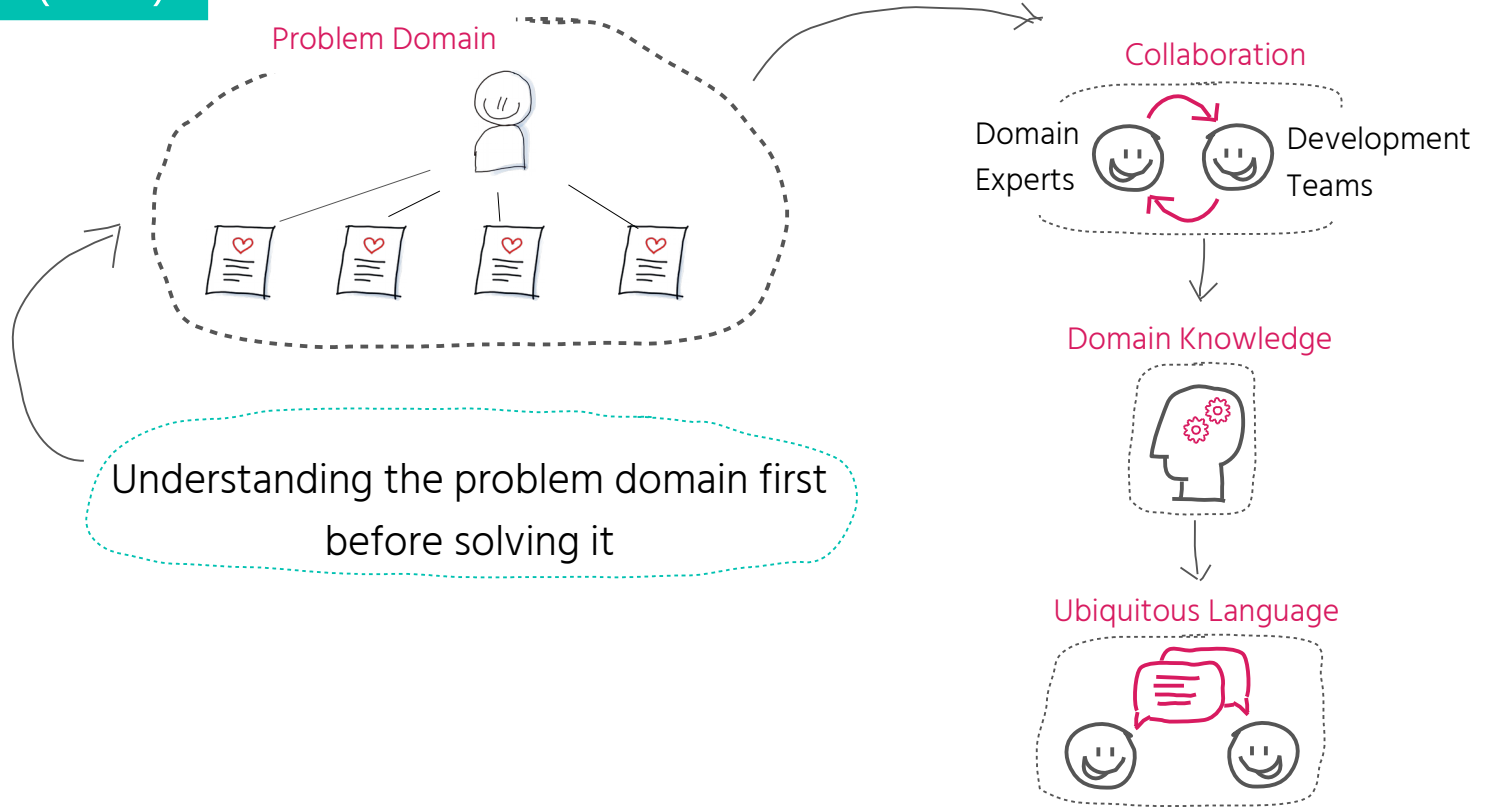 Problem Domain
Understanding the problem domain first
before solving it
Collaboration
Domain
Experts
Development
Teams
Domain Knowledge
Ubiquitous Language